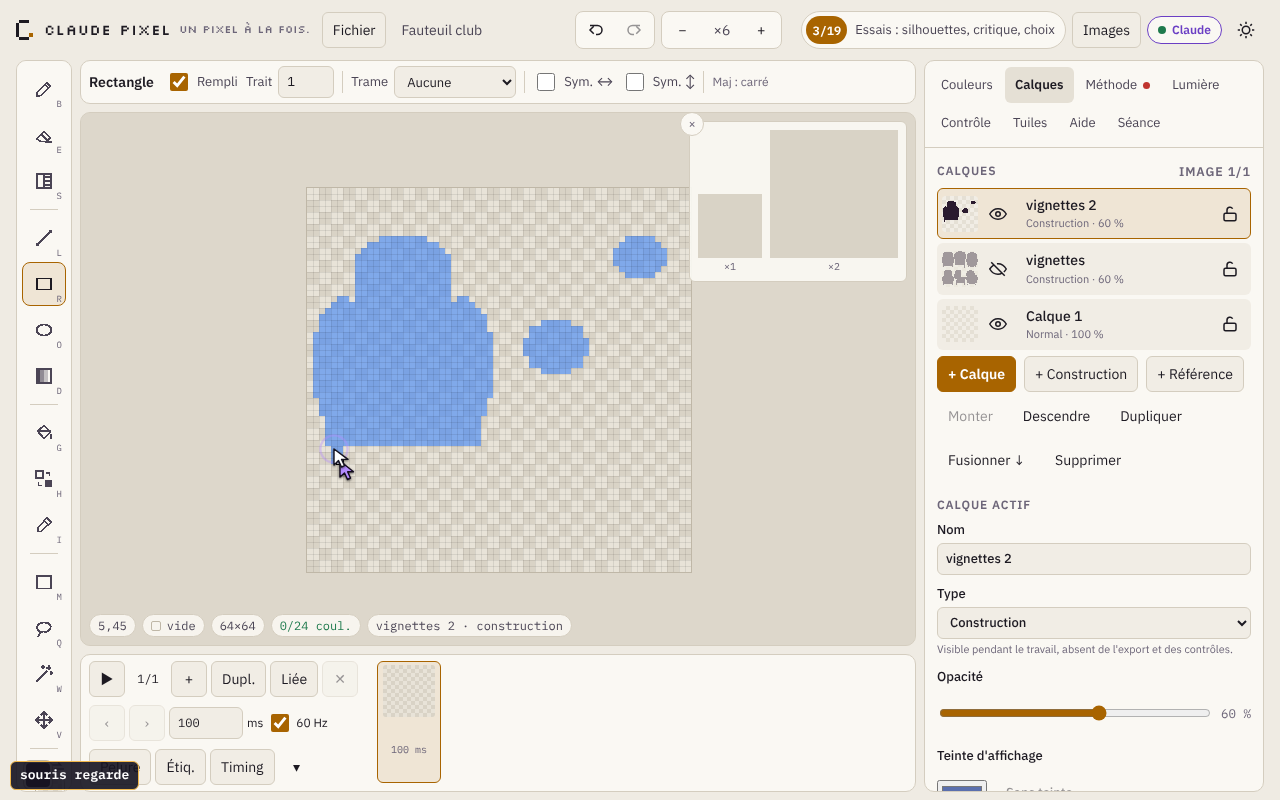 CLAUDE PIXEL UN PIXEL À LA FOIS. Fichier Fauteuil club
− ×6 + 3/19 Essais : silhouettes, critique, choix Images Claude
Rectangle Rempli Trait 1 Trame Aucune Sym. ↔ Sym. ↕ Maj : carré
B
E
S
L
R
O
D
G
H
I
M
Q
W
V
×
×1 ×2
5,45 vide 64×64 0/24 coul. vignettes 2 · construction
1/1 + Dupl. Liée ×
‹ › 100 ms 60 Hz
Étiq. Timing ▼
100 ms
souris regarde
Couleurs Calques Méthode Lumière
Contrôle Tuiles Aide Séance
CALQUES IMAGE 1/1
vignettes 2
Construction · 60 %
vignettes
Construction · 60 %
Calque 1
Normal · 100 %
+ Calque + Construction + Référence
Monter Descendre Dupliquer
Fusionner ↓ Supprimer
CALQUE ACTIF
Nom
vignettes 2
Type
Construction
Visible pendant le travail, absent de l'export et des contrôles.
Opacité
60 %
Teinte d'affichage
Sans teinte